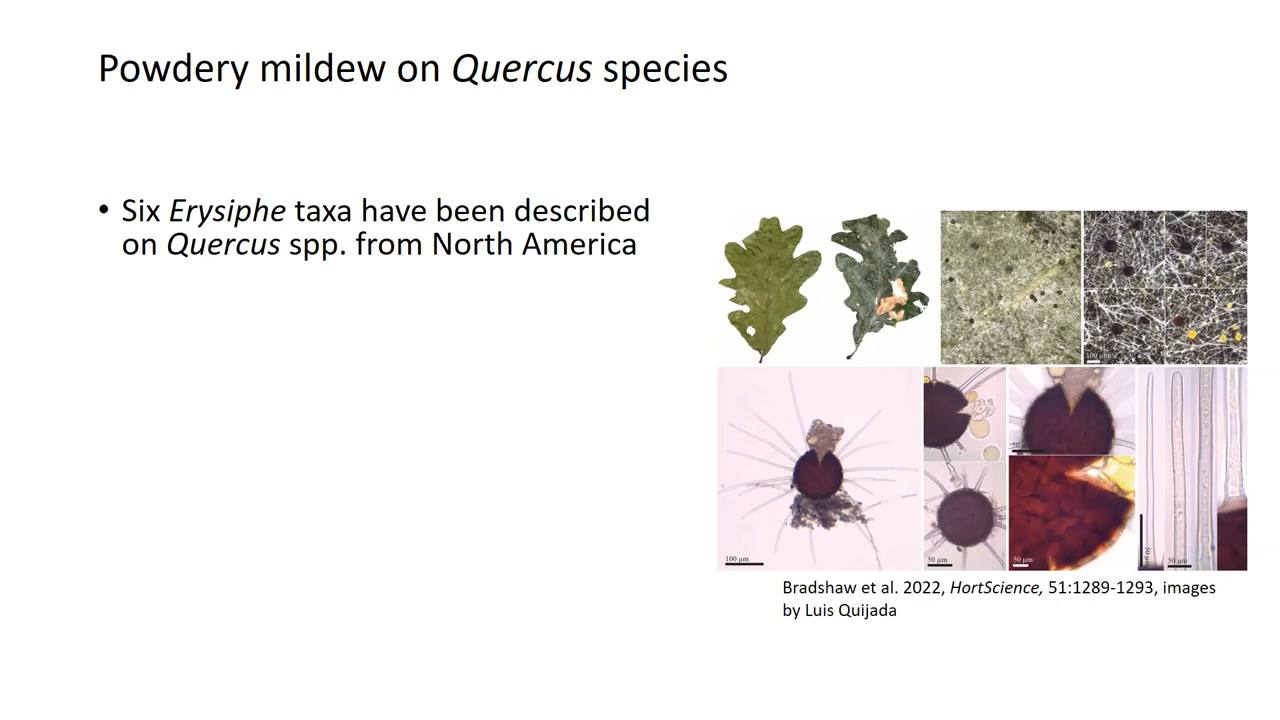 Powdery mildew on Quercus species
• Six Erysiphe taxa have been described
on Quercus spp. from North America
100 µm
100 µm
50 µm
50 µm
50 µm
50 µm
50 µm
Bradshaw et al. 2022, HortScience, 51:1289-1293, images
by Luis Quijada